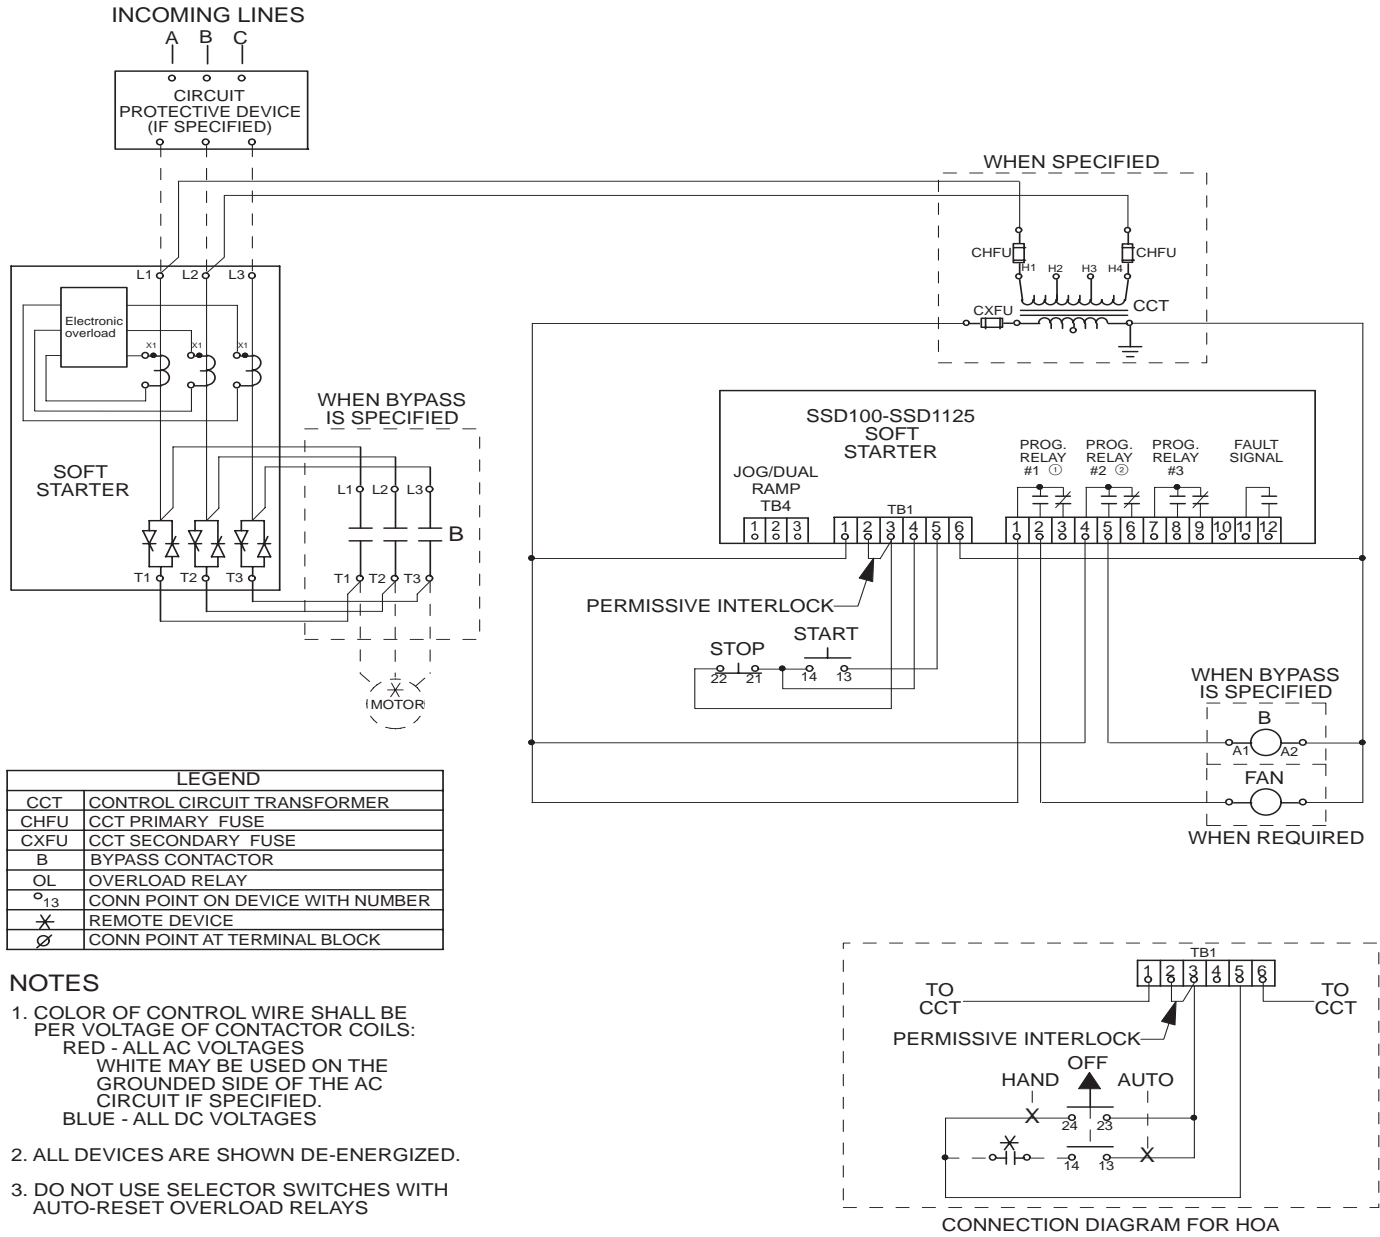 INCOMING LINES
A B C
CIRCUIT
PROTECTIVE DEVICE
(IF SPECIFIED)
WHEN SPECIFIED
CHFU CHFU
H1 H2 H3 H4
CXFU CCT
L1 L2 L3
Electronic
overload
X1 X1 X1
SOFT
STARTER
T1 T2 T3
WHEN BYPASS
IS SPECIFIED
L1 L2 L3
B
T1 T2 T3
MOTOR
SSD100-SSD1125
SOFT
STARTER
JOG/DUAL
RAMP
TB4
1 2 3
TB1
1 2 3 4 5 6
PROG.
RELAY
#1 ①
PROG.
RELAY
#2 ②
PROG.
RELAY
#3
FAULT
SIGNAL
1 2 3 4 5 6 7 8 9 10 11 12
PERMISSIVE INTERLOCK
STOP
22 21
START
14 13
WHEN BYPASS
IS SPECIFIED
B
A1 A2
FAN
WHEN REQUIRED
LEGEND
CCT CONTROL CIRCUIT TRANSFORMER
CHFU CCT PRIMARY FUSE
CXFU CCT SECONDARY FUSE
B BYPASS CONTACTOR
OL OVERLOAD RELAY
13 CONN POINT ON DEVICE WITH NUMBER
REMOTE DEVICE
CONN POINT AT TERMINAL BLOCK
NOTES
1. COLOR OF CONTROL WIRE SHALL BE
PER VOLTAGE OF CONTACTOR COILS:
RED - ALL AC VOLTAGES
WHITE MAY BE USED ON THE
GROUNDED SIDE OF THE AC
CIRCUIT IF SPECIFIED.
BLUE - ALL DC VOLTAGES
2. ALL DEVICES ARE SHOWN DE-ENERGIZED.
3. DO NOT USE SELECTOR SWITCHES WITH
AUTO-RESET OVERLOAD RELAYS
TB1
1 2 3 4 5 6
TO
CCT
TO
CCT
PERMISSIVE INTERLOCK
HAND OFF AUTO
X 24 23
14 13 X
CONNECTION DIAGRAM FOR HOA